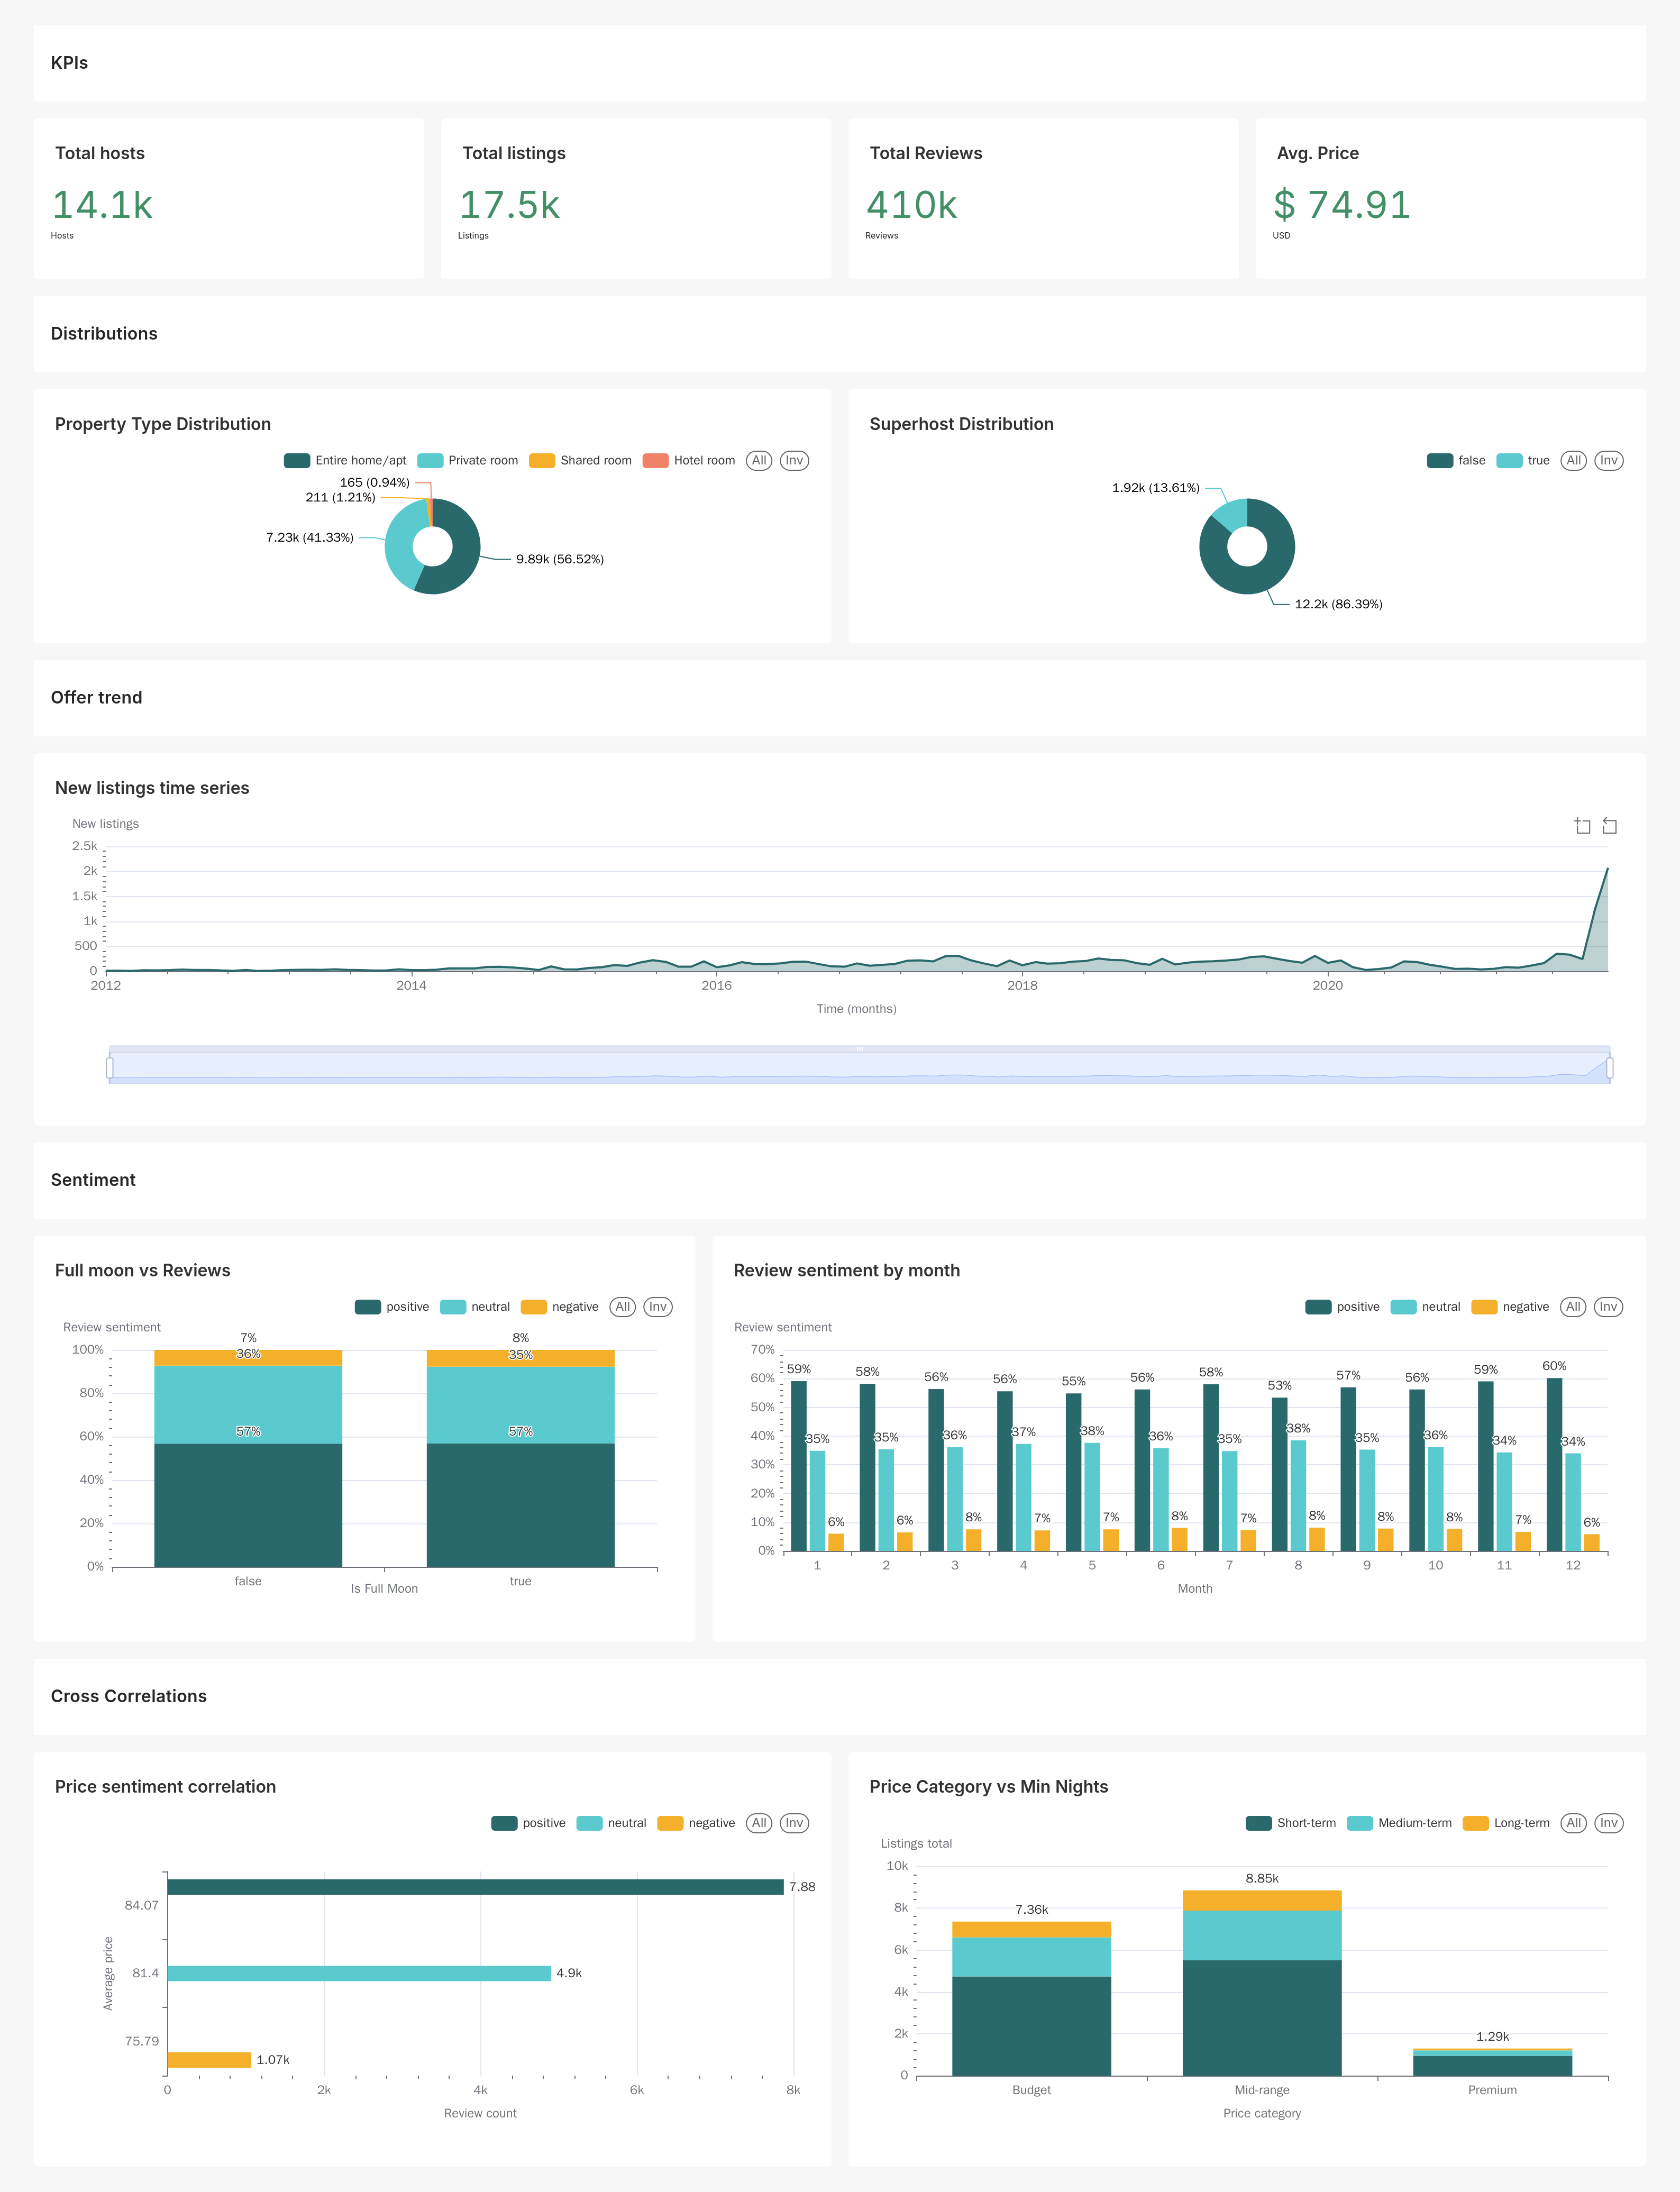 KPIs
Total hosts
14.1k
Hosts
Total listings
17.5k
Listings
Total Reviews
410k
Reviews
Avg. Price
$ 74.91
USD
Distributions
Property Type Distribution
Entire home/apt Private room Shared room Hotel room All Inv
165 (0.94%)
211 (1.21%)
7.23k (41.33%)
9.89k (56.52%)
Superhost Distribution
false true All Inv
1.92k (13.61%)
12.2k (86.39%)
Offer trend
New listings time series
New listings
2.5k
2k
1.5k
1k
500
0
2012 2014 2016 2018 2020
Time (months)
Sentiment
Full moon vs Reviews
positive neutral negative All Inv
Review sentiment
7% 8%
100% 36% 35%
80%
60% 57% 57%
40%
20%
0%
false true
Is Full Moon
Review sentiment by month
positive neutral negative All Inv
Review sentiment
70%
60%
50%
40%
30%
20%
10%
0%
59% 58% 56% 56% 55% 56% 58% 53% 57% 56% 59% 60%
35% 35% 36% 37% 38% 36% 35% 38% 35% 36% 34% 34%
6% 6% 8% 7% 7% 8% 7% 8% 8% 8% 7% 6%
1 2 3 4 5 6 7 8 9 10 11 12
Month
Cross Correlations
Price sentiment correlation
positive neutral negative All Inv
Average price
7.88
84.07
81.4 4.9k
75.79
1.07k
0 2k 4k 6k 8k
Review count
Price Category vs Min Nights
Short-term Medium-term Long-term All Inv
Listings total
10k
8k
6k
4k
2k
0
7.36k 8.85k 1.29k
Budget Mid-range Premium
Price category